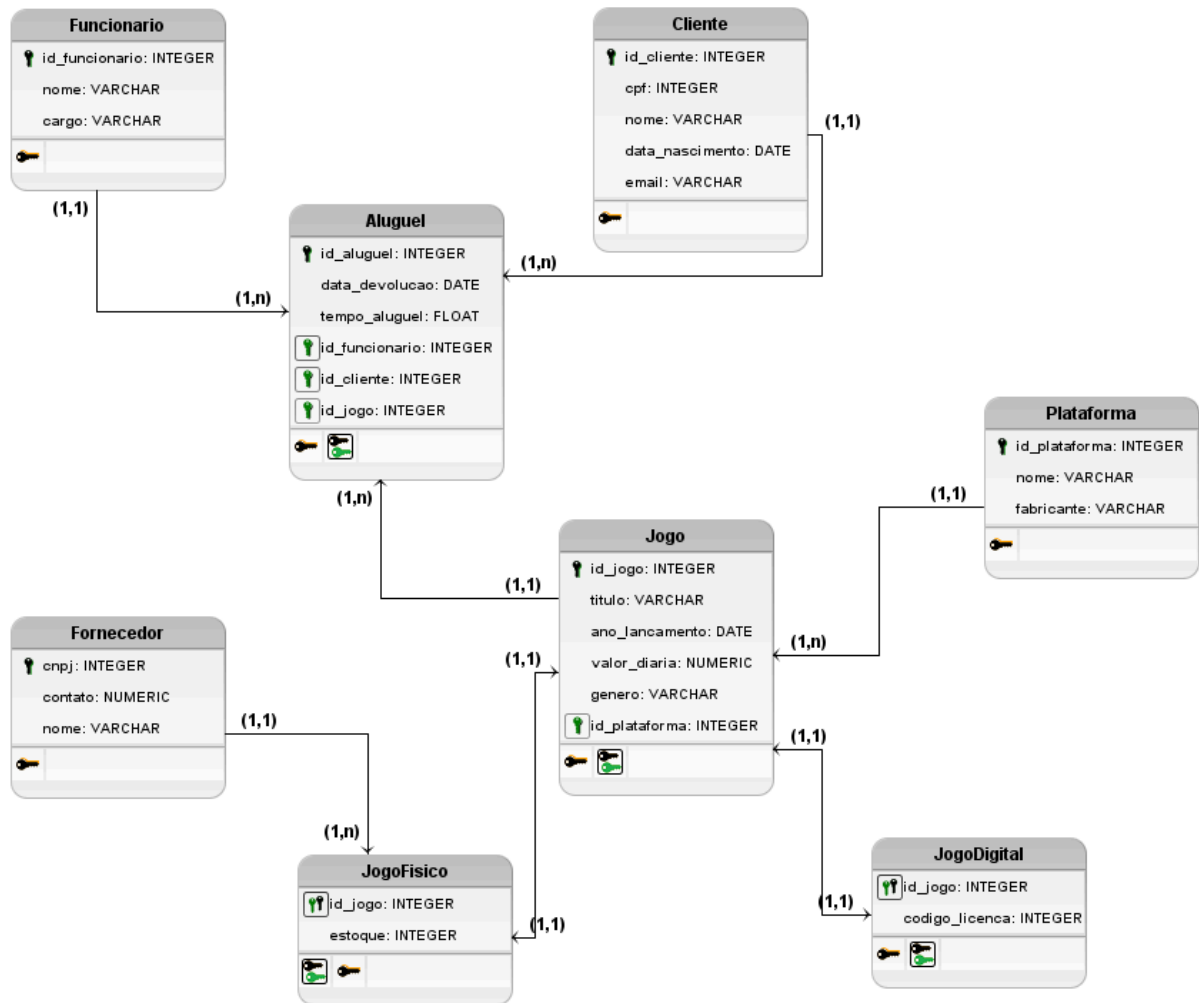 Funcionario
id_funcionario: INTEGER
nome: VARCHAR
cargo: VARCHAR
(1,1)
(1,n)
Cliente
id_cliente: INTEGER
cpf: INTEGER
nome: VARCHAR
data_nascimento: DATE
email: VARCHAR
(1,1)
(1,n)
Aluguel
id_aluguel: INTEGER
data_devolucao: DATE
tempo_aluguel: FLOAT
id_funcionario: INTEGER
id_cliente: INTEGER
id_jogo: INTEGER
(1,n)
(1,1)
Plataforma
id_plataforma: INTEGER
nome: VARCHAR
fabricante: VARCHAR
(1,1)
(1,n)
Jogo
id_jogo: INTEGER
titulo: VARCHAR
ano_lancamento: DATE
valor_diaria: NUMERIC
genero: VARCHAR
id_plataforma: INTEGER
(1,1)
(1,1)
Fornecedor
cnpj: INTEGER
contato: NUMERIC
nome: VARCHAR
(1,1)
(1,n)
JogoFisico
id_jogo: INTEGER
estoque: INTEGER
(1,1)
JogoDigital
id_jogo: INTEGER
codigo_licenca: INTEGER
(1,1)